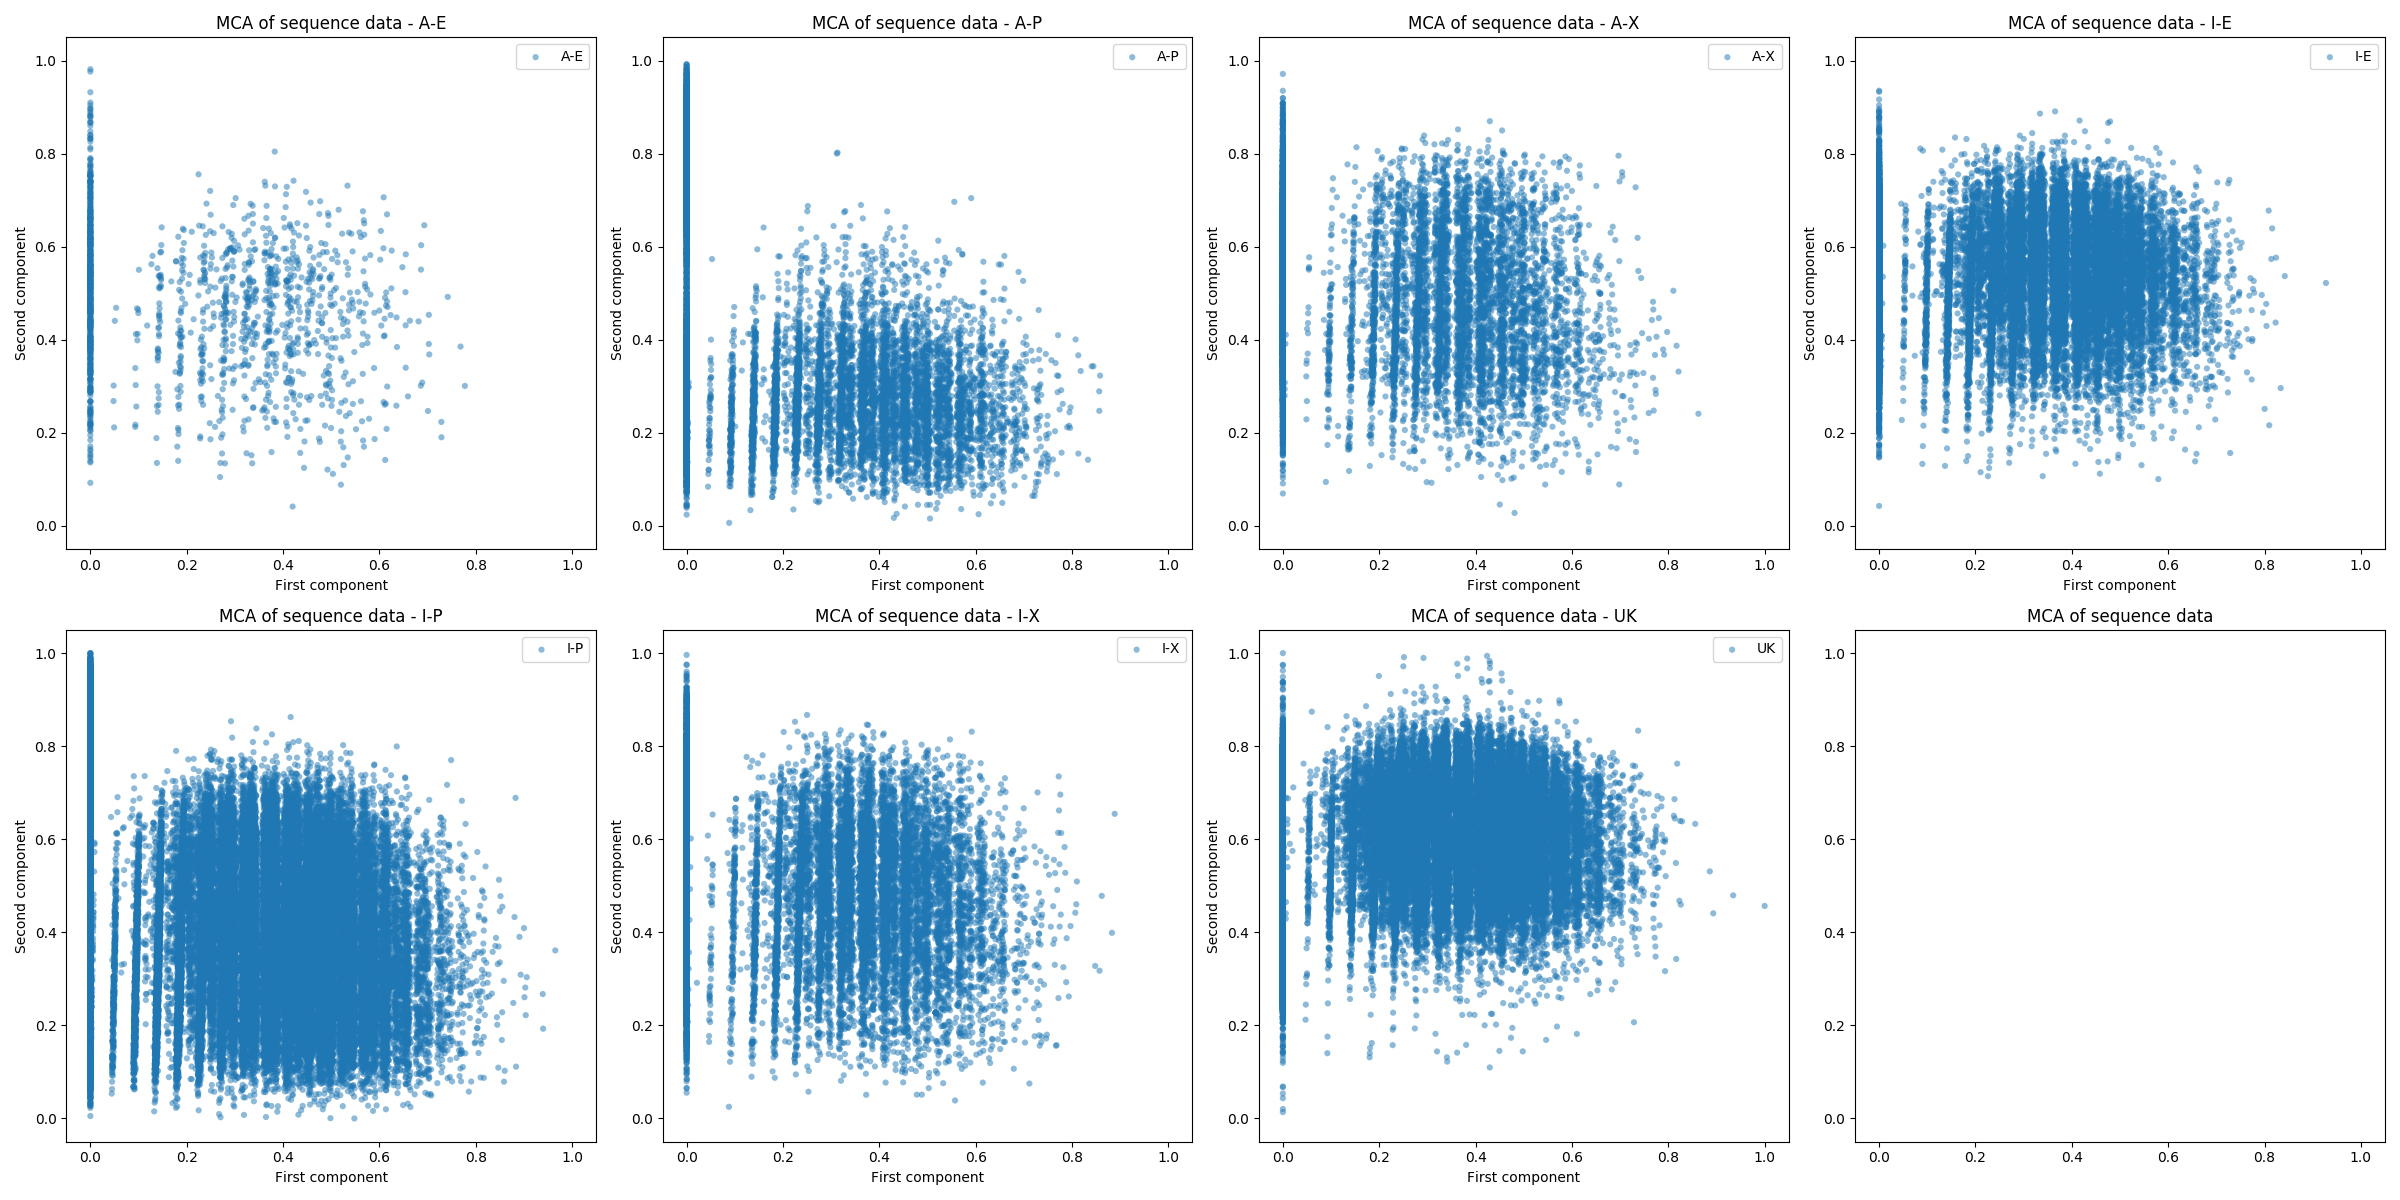 MCA of sequence data - A-E
A-E
1.0
0.8
0.6
0.4
0.2
0.0
Second component
0.0 0.2 0.4 0.6 0.8 1.0
First component
MCA of sequence data - A-P
A-P
1.0
0.8
0.6
0.4
0.2
0.0
Second component
0.0 0.2 0.4 0.6 0.8 1.0
First component
MCA of sequence data - A-X
A-X
1.0
0.8
0.6
0.4
0.2
0.0
Second component
0.0 0.2 0.4 0.6 0.8 1.0
First component
MCA of sequence data - I-E
I-E
1.0
0.8
0.6
0.4
0.2
0.0
Second component
0.0 0.2 0.4 0.6 0.8 1.0
First component
MCA of sequence data - I-P
I-P
1.0
0.8
0.6
0.4
0.2
0.0
Second component
0.0 0.2 0.4 0.6 0.8 1.0
First component
MCA of sequence data - I-X
I-X
1.0
0.8
0.6
0.4
0.2
0.0
Second component
0.0 0.2 0.4 0.6 0.8 1.0
First component
MCA of sequence data - UK
UK
1.0
0.8
0.6
0.4
0.2
0.0
Second component
0.0 0.2 0.4 0.6 0.8 1.0
First component
MCA of sequence data
1.0
0.8
0.6
0.4
0.2
0.0
0.0 0.2 0.4 0.6 0.8 1.0